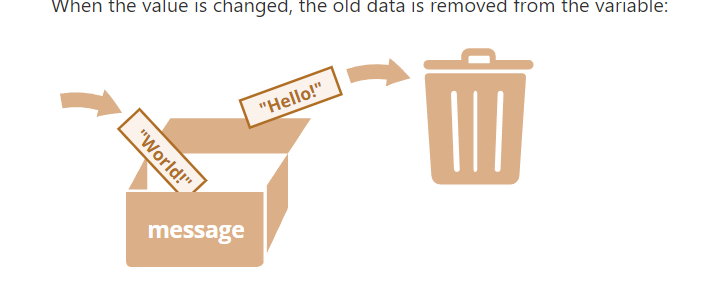 When the value is changed, the old data is removed from the variable:
"Hello!"
"World!"
message